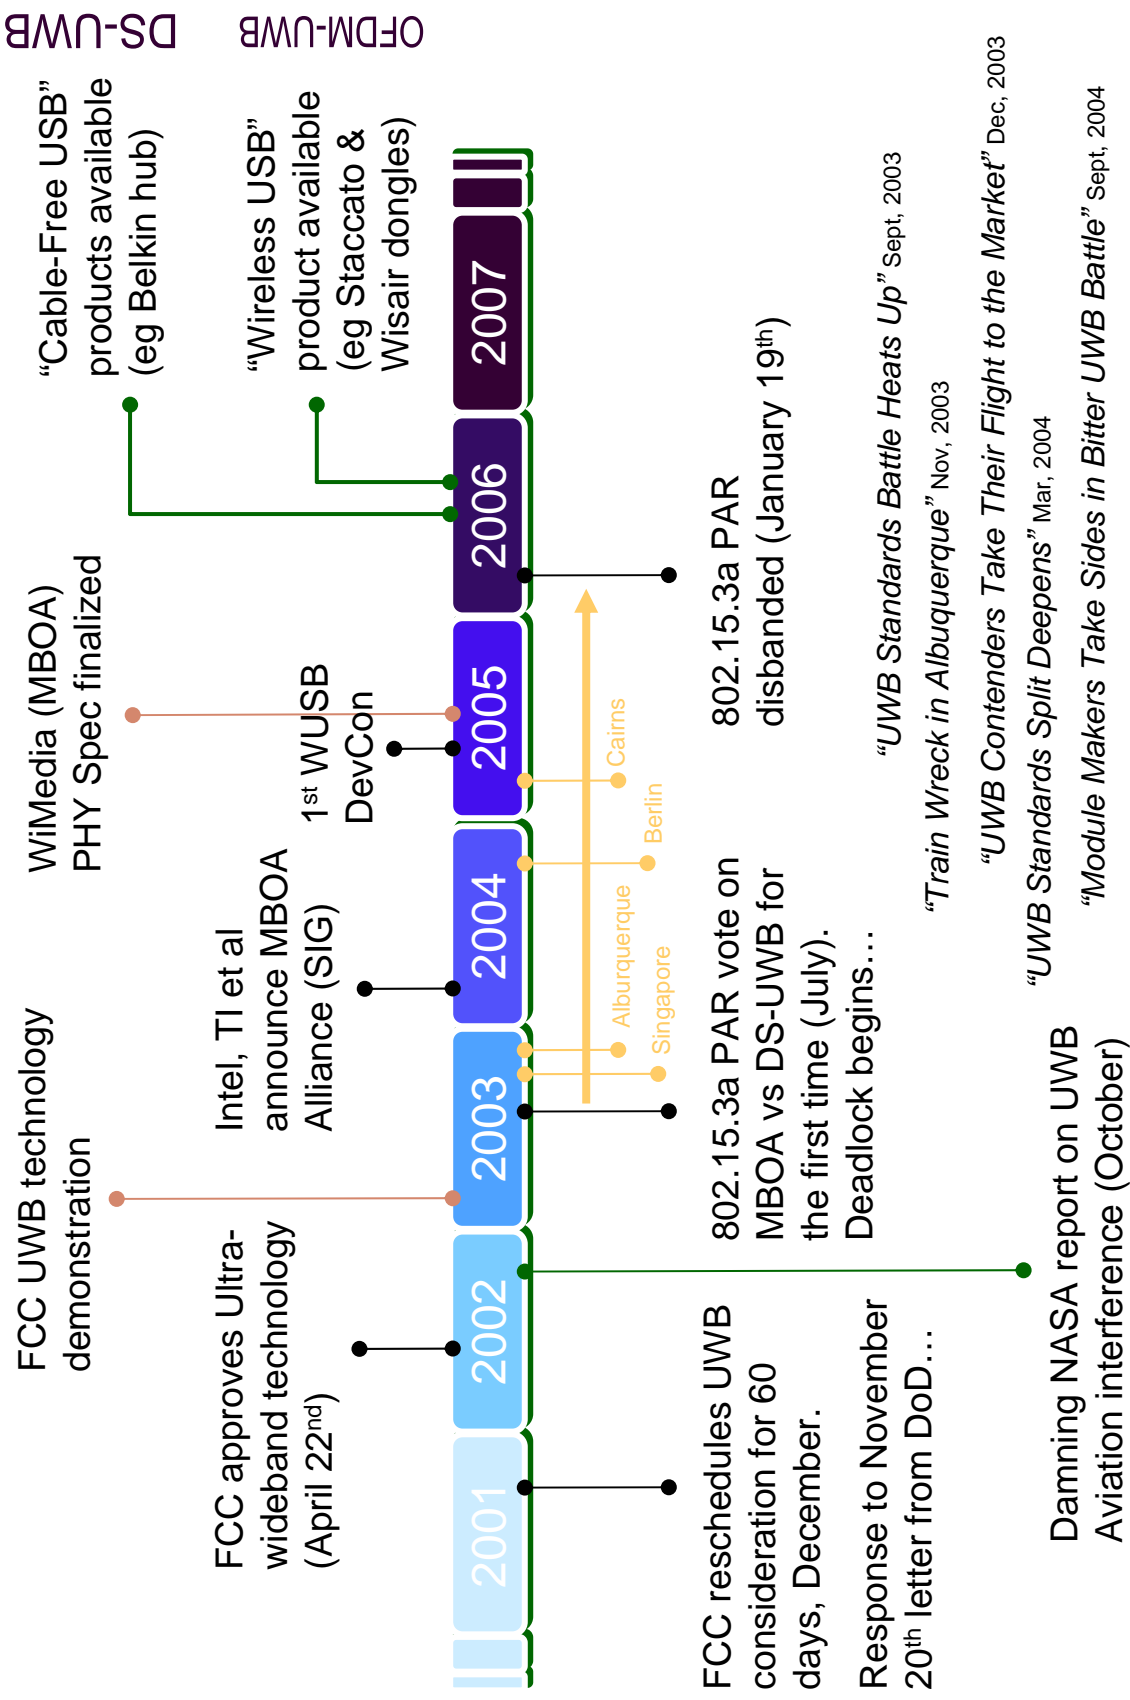 DS-UWB
OFDM-UWB
“Cable-Free USB”
products available
(eg Belkin hub)
“Wireless USB”
product available
(eg Staccato &
Wisair dongles)
WiMedia (MBOA)
PHY Spec finalized
1st WUSB
DevCon
Intel, TI et al
announce MBOA
Alliance (SIG)
FCC UWB technology
demonstration
FCC approves Ultra-
wideband technology
(April 22nd)
2001
2002
2003
2004
2005
2006
2007
Cairns
Berlin
Alburquerque
Singapore
FCC reschedules UWB
consideration for 60
days, December.
Response to November
20th letter from DoD…
802.15.3a PAR vote on
MBOA vs DS-UWB for
the first time (July).
Deadlock begins…
802.15.3a PAR
disbanded (January 19th)
Damning NASA report on UWB
Aviation interference (October)
“UWB Standards Battle Heats Up” Sept, 2003
“Train Wreck in Albuquerque” Nov, 2003
“UWB Contenders Take Their Flight to the Market” Dec, 2003
“UWB Standards Split Deepens” Mar, 2004
“Module Makers Take Sides in Bitter UWB Battle” Sept, 2004